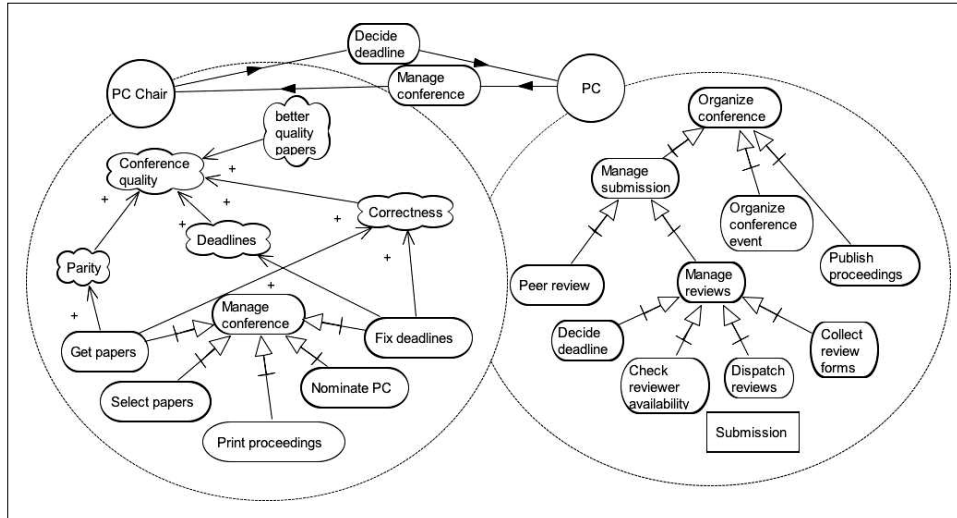 Decide
deadline
PC Chair
Manage
conference
PC
better
quality
papers
Conference
quality
+
+
+
+
+
Correctness
+
Deadlines
+
Parity
+
+
Manage
conference
Get papers
Fix deadlines
Select papers
Nominate PC
Print proceedings
Organize
conference
Manage
submission
Organize
conference
event
Publish
proceedings
Peer review
Manage
reviews
Decide
deadline
Collect
review
forms
Check
reviewer
availability
Dispatch
reviews
Submission